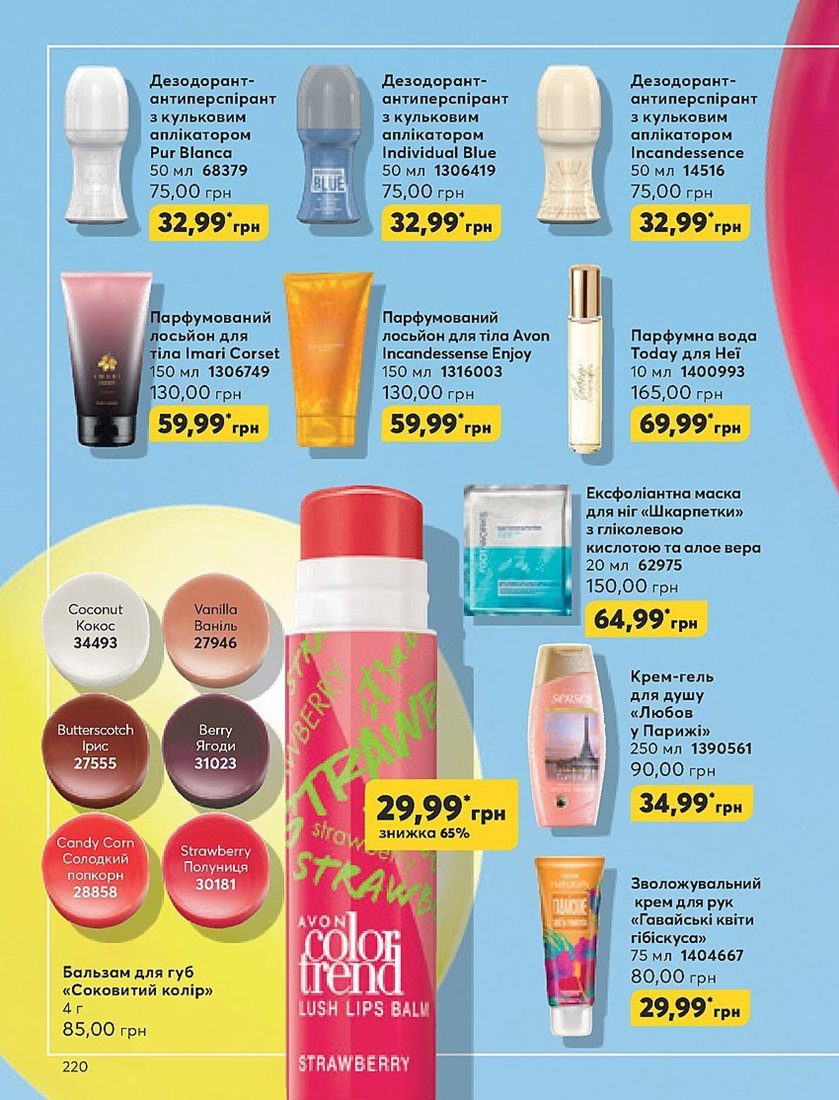 Дезодорант-
антиперспірант
з кульковим
аплікатором
Pur Blanca
50 мл 68379
75,00 грн
32,99* грн
BLUE
Дезодорант-
антиперспірант
з кульковим
аплікатором
Individual Blue
50 мл 1306419
75,00 грн
32,99* грн
Дезодорант-
антиперспірант
з кульковим
аплікатором
Incandessence
50 мл 14516
75,00 грн
32,99* грн
IMARI
Парфумований
лосьйон для
тіла Imari Corset
150 мл 1306749
130,00 грн
59,99* грн
Парфумований
лосьйон для тіла Avon
Incandessense Enjoy
150 мл 1316003
130,00 грн
59,99* грн
Today
Парфумна вода
Today для Неї
10 мл 1400993
165,00 грн
69,99* грн
foot works
Ексфоліантна маска
для ніг «Шкарпетки»
з гліколевою
кислотою та алое вера
20 мл 62975
150,00 грн
64,99* грн
Coconut
Кокос
34493
Vanilla
Ваніль
27946
Butterscotch
Ірис
27555
Berry
Ягоди
31023
Candy Corn
Солодкий
попкорн
28858
Strawberry
Полуниця
30181
29,99* грн
знижка 65%
AVON
color
trend
LUSH LIPS BALM
STRAWBERRY
Бальзам для губ
«Соковитий колір»
4 г
85,00 грн
senses
Крем-гель
для душу
«Любов
у Парижі»
250 мл 1390561
90,00 грн
34,99* грн
naturals
ГАВАЙСЬКІ
Зволожувальний
крем для рук
«Гавайські квіти
гібіскуса»
75 мл 1404667
80,00 грн
29,99* грн
220